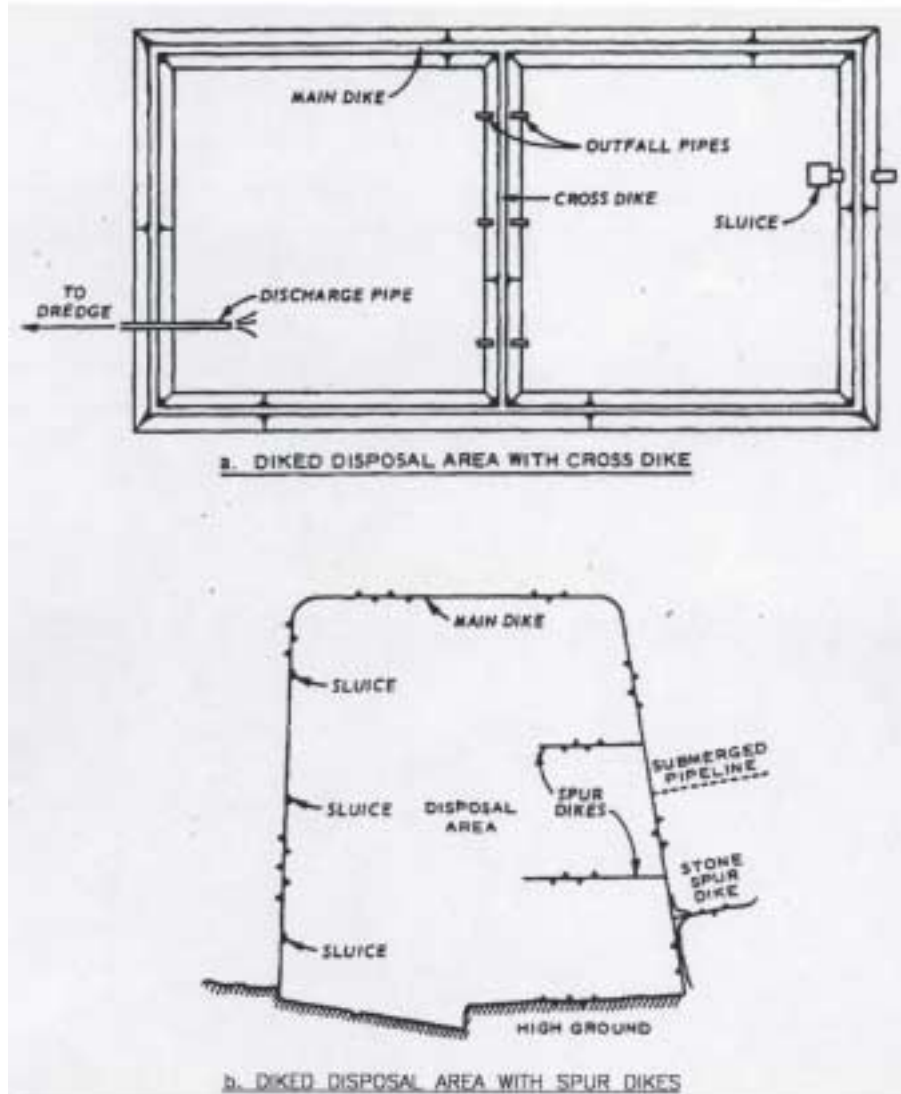 MAIN DIKE
OUTFALL PIPES
CROSS DIKE
SLUICE
TO
DREDGE
DISCHARGE PIPE
a. DIKED DISPOSAL AREA WITH CROSS DIKE
MAIN DIKE
SLUICE
SUBMERGED
PIPELINE
SLUICE
DISPOSAL
AREA
SPUR
DIKES
STONE
SPUR
DIKE
SLUICE
HIGH GROUND
b. DIKED DISPOSAL AREA WITH SPUR DIKES